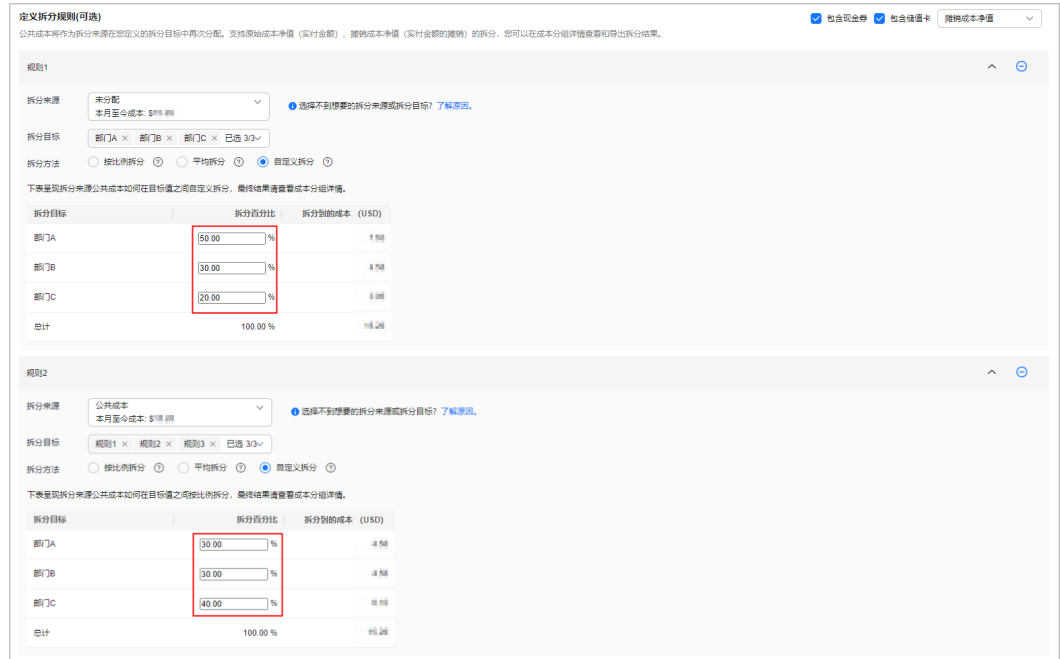 定义拆分规则(可选)
包含现金券 包含储值卡 摊销成本净值
公共成本将作为拆分来源在您定义的拆分目标中再次分配。支持原始成本净值（实付金额）、摊销成本净值（实付金额的摊销）的拆分，您可以在成本分组详情查看和导出拆分结果。
规则1
拆分来源
未分配
本月至今成本: $
选择不到想要的拆分来源或拆分目标？了解原因。
拆分目标 部门A × 部门B × 部门C × 已选 3/3
拆分方法 按比例拆分 平均拆分 自定义拆分
下表呈现拆分来源公共成本如何在目标值之间自定义拆分，最终结果请查看成本分组详情。
拆分目标 拆分百分比 拆分到的成本 (USD)
部门A 50.00 %
部门B 30.00 %
部门C 20.00 %
总计 100.00 %
规则2
拆分来源
公共成本
本月至今成本: $
选择不到想要的拆分来源或拆分目标？了解原因。
拆分目标 规则1 × 规则2 × 规则3 × 已选 3/3
拆分方法 按比例拆分 平均拆分 自定义拆分
下表呈现拆分来源公共成本如何在目标值之间按比例拆分，最终结果请查看成本分组详情。
拆分目标 拆分百分比 拆分到的成本 (USD)
部门A 30.00 %
部门B 30.00 %
部门C 40.00 %
总计 100.00 %